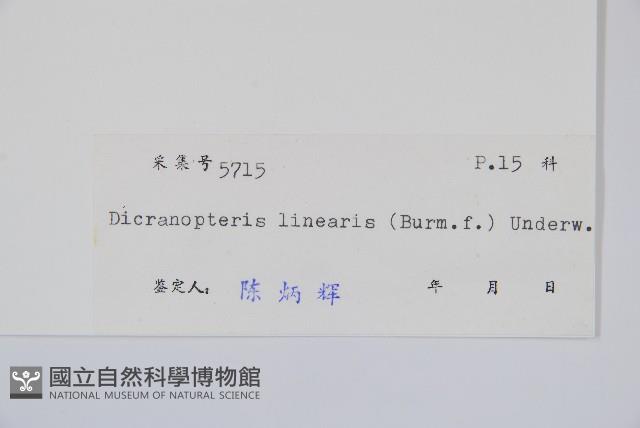 采集号 5715 P.15 科
Dicranopteris linearis (Burm.f.) Underw.
鉴定人: 陈炳辉 年 月 日
國立自然科學博物館
NATIONAL MUSEUM OF NATURAL SCIENCE